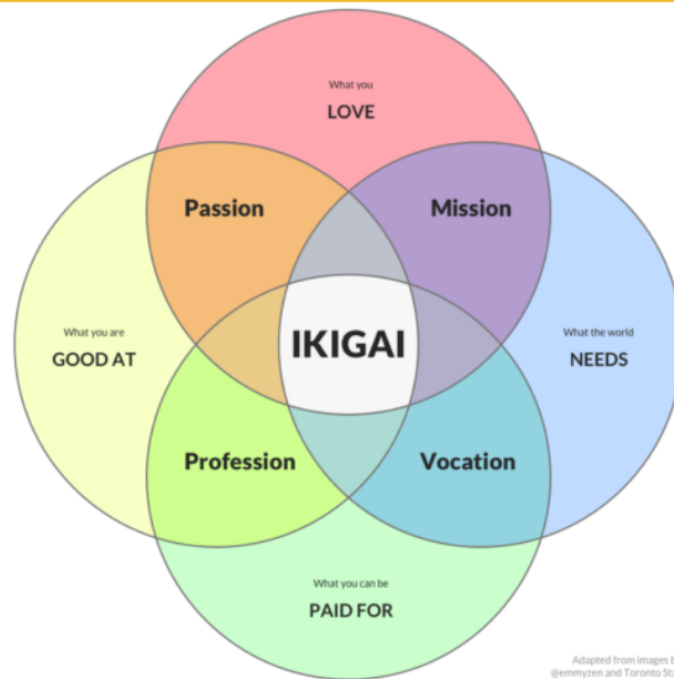 What you
LOVE
Passion
Mission
What you are
GOOD AT
IKIGAI
What the world
NEEDS
Profession
Vocation
What you can be
PAID FOR
Adapted from images
@emmyzen and Toronto